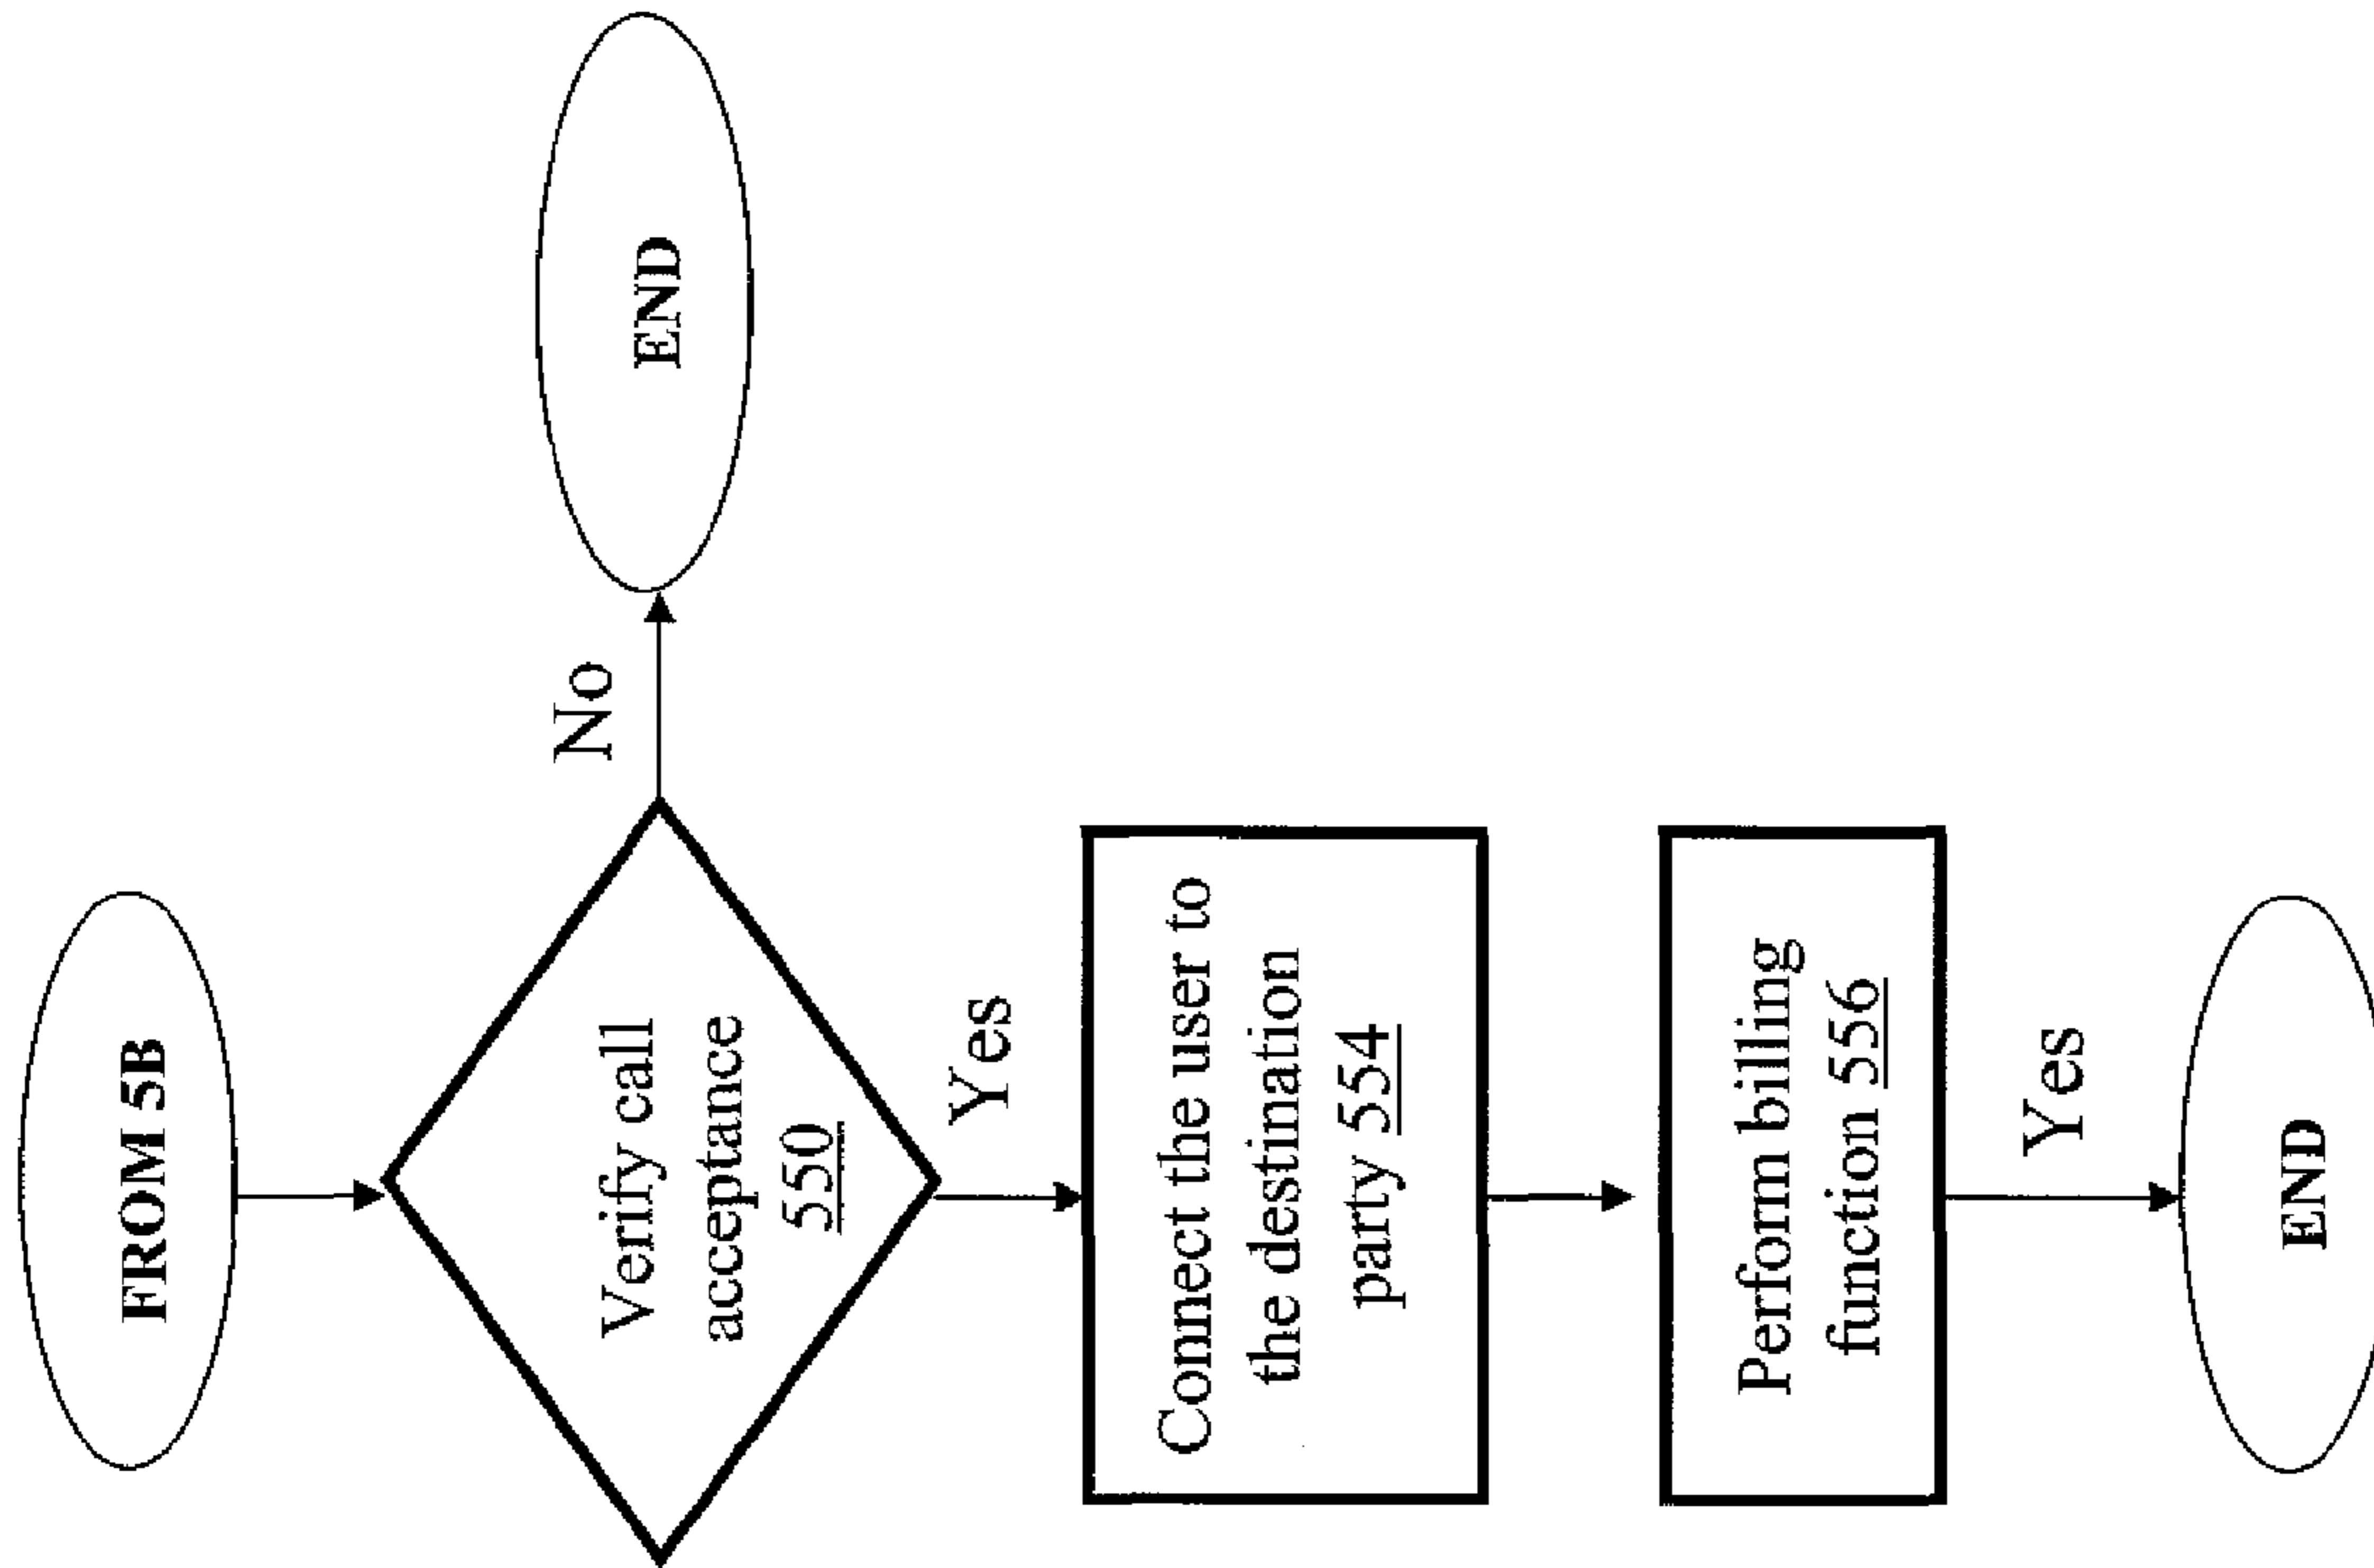 FROM 5B
Verify call
acceptance
550
No
END
Yes
Connect the user to
the destination
party 554
Perform billing
function 556
Yes
END